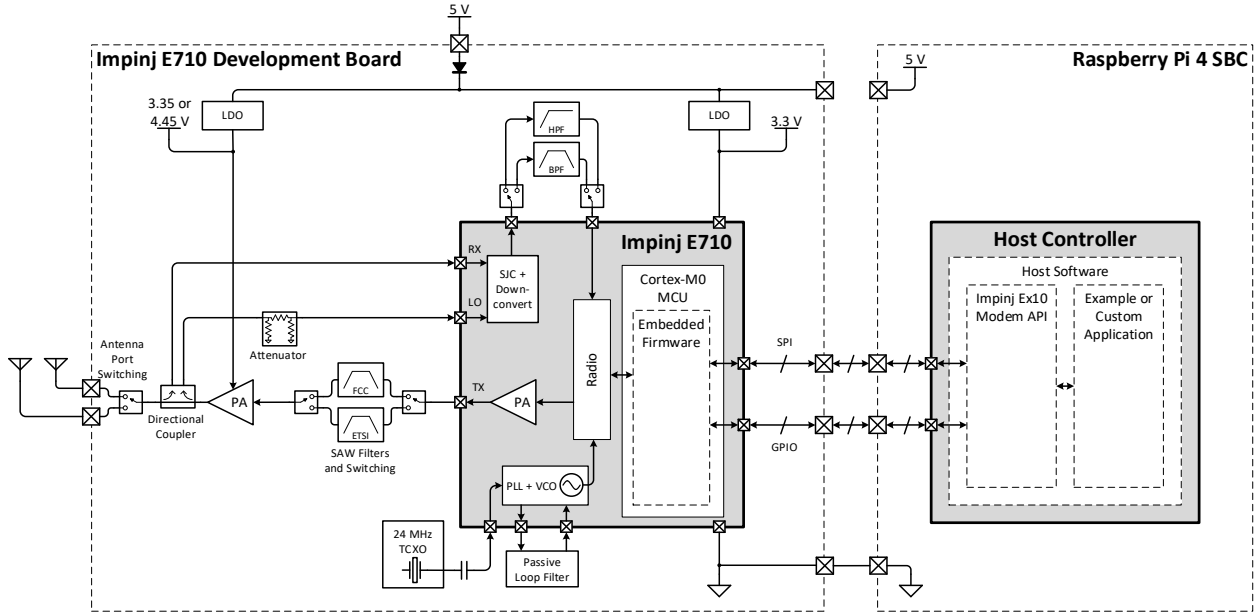 5 V
Impinj E710 Development Board
Raspberry Pi 4 SBC
5 V
3.35 or
4.45 V
LDO
HPF
LDO
3.3 V
BPF
Impinj E710
Host Controller
RX
SJC +
Down-
convert
LO
Cortex-M0
MCU
Embedded
Firmware
Host Software
Impinj Ex10
Modem API
Example or
Custom
Application
Attenuator
Antenna
Port
Switching
SPI
Radio
FCC
TX
PA
PA
Directional
Coupler
ETSI
SAW Filters
and Switching
GPIO
PLL + VCO
24 MHz
TCXO
Passive
Loop Filter